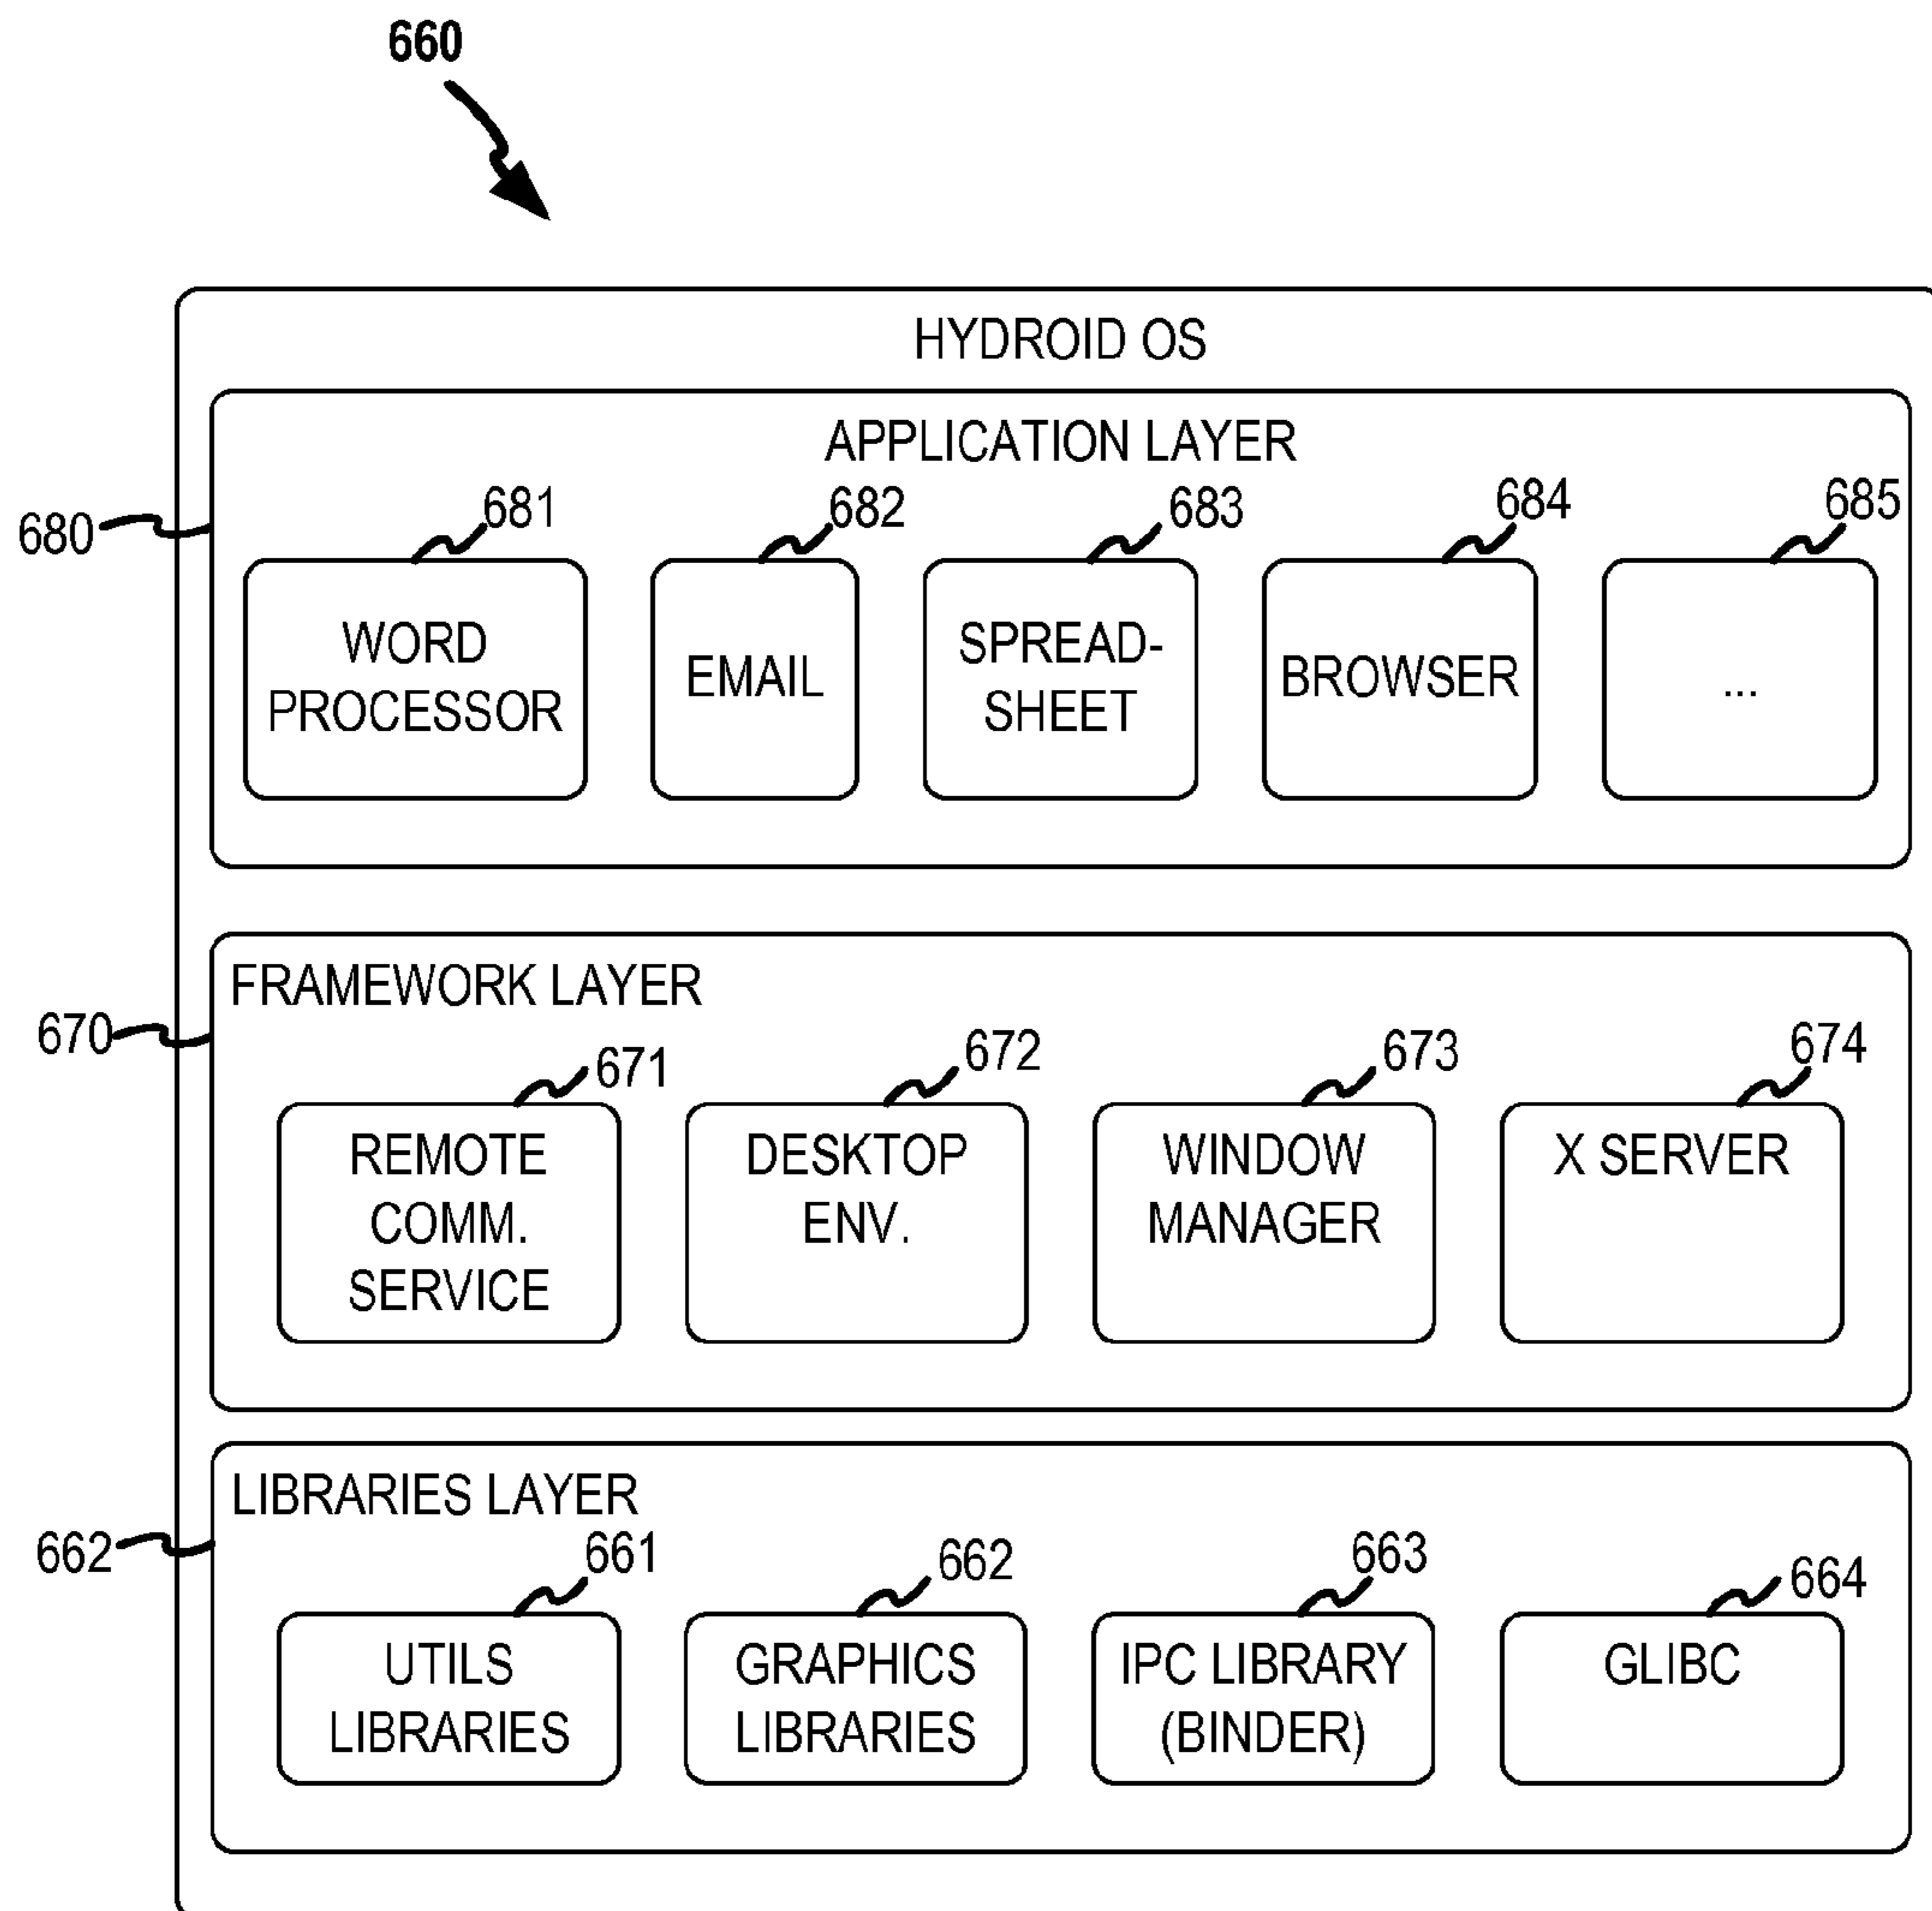 660
HYDROID OS
APPLICATION LAYER
680
681
682
683
684
685
WORD
PROCESSOR
EMAIL
SPREAD-
SHEET
BROWSER
...
FRAMEWORK LAYER
670
671
672
673
674
REMOTE
COMM.
SERVICE
DESKTOP
ENV.
WINDOW
MANAGER
X SERVER
LIBRARIES LAYER
662
661
662
663
664
UTILS
LIBRARIES
GRAPHICS
LIBRARIES
IPC LIBRARY
(BINDER)
GLIBC